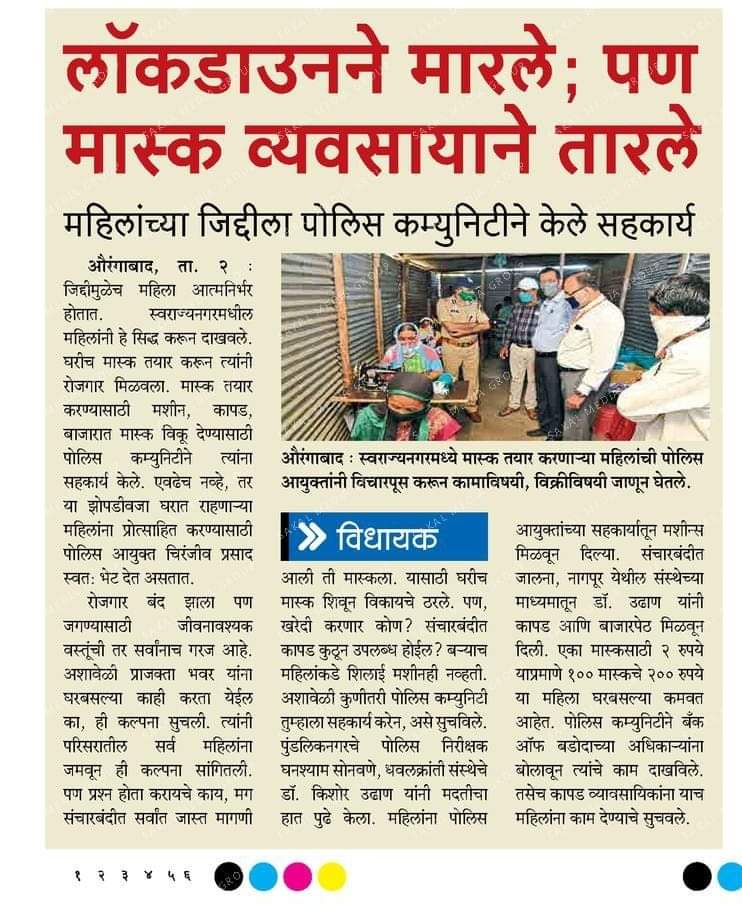 लॉकडाउनने मारले; पण
मास्क व्यवसायाने तारले
महिलांच्या जिद्दीला पोलिस कम्युनिटीने केले सहकार्य
औरंगाबाद, ता. २ :
जिद्दीमुळेच महिला आत्मनिर्भर
होतात. स्वराज्यनगरमधील
महिलांनी हे सिद्ध करून दाखवले.
घरीच मास्क तयार करून त्यांनी
रोजगार मिळवला. मास्क तयार
करण्यासाठी मशीन, कापड,
बाजारात मास्क विकू देण्यासाठी
पोलिस कम्युनिटीने त्यांना
सहकार्य केले. एवढेच नव्हे, तर
या झोपडीवजा घरात राहणाऱ्या
महिलांना प्रोत्साहित करण्यासाठी
पोलिस आयुक्त चिरंजीव प्रसाद
स्वतः भेट देत असतात.
रोजगार बंद झाला पण
जगण्यासाठी जीवनावश्यक
वस्तूंची तर सर्वांनाच गरज आहे.
अशावेळी प्राजक्ता भवर यांना
घरबसल्या काही करता येईल
का, ही कल्पना सुचली. त्यांनी
परिसरातील सर्व महिलांना
जमवून ही कल्पना सांगितली.
पण प्रश्न होता करायचे काय, मग
संचारबंदीत सर्वांत जास्त मागणी
औरंगाबाद : स्वराज्यनगरमध्ये मास्क तयार करणाऱ्या महिलांची पोलिस
आयुक्तांनी विचारपूस करून कामाविषयी, विक्रीविषयी जाणून घेतले.
विधायक
आली ती मास्कला. यासाठी घरीच
मास्क शिवून विकायचे ठरले. पण,
खरेदी करणार कोण? संचारबंदीत
कापड कुठून उपलब्ध होईल? बऱ्याच
महिलांकडे शिलाई मशीनही नव्हती.
अशावेळी कुणीतरी पोलिस कम्युनिटी
तुम्हाला सहकार्य करेन, असे सुचविले.
पुंडलिकनगरचे पोलिस निरीक्षक
घनश्याम सोनवणे, धवलक्रांती संस्थेचे
डॉ. किशोर उढाण यांनी मदतीचा
हात पुढे केला. महिलांना पोलिस
आयुक्तांच्या सहकार्यातून मशीन्स
मिळवून दिल्या. संचारबंदीत
जालना, नागपूर येथील संस्थेच्या
माध्यमातून डॉ. उढाण यांनी
कापड आणि बाजारपेठ मिळवून
दिली. एका मास्कसाठी २ रुपये
याप्रमाणे १०० मास्कचे २०० रुपये
या महिला घरबसल्या कमवत
आहेत. पोलिस कम्युनिटीने बँक
ऑफ बडोदाच्या अधिकाऱ्यांना
बोलावून त्यांचे काम दाखविले.
तसेच कापड व्यावसायिकांना याच
महिलांना काम देण्याचे सुचवले.
१ २ ३ ४ ५ ६
SAKAL MEDIA GROUP